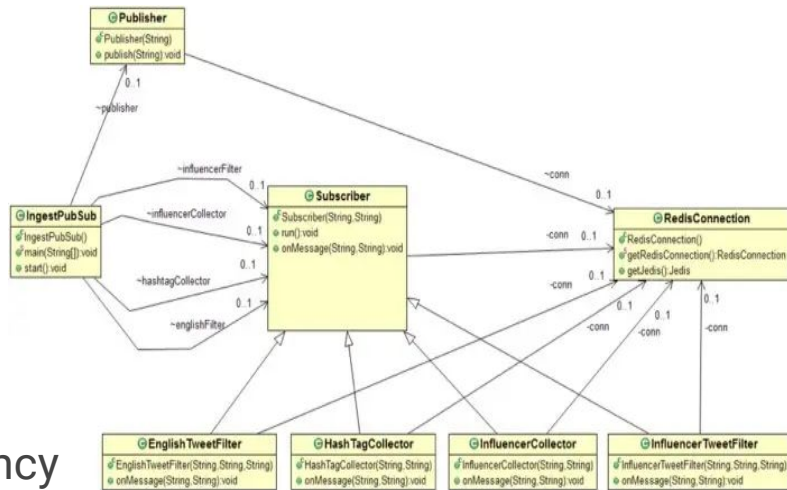 Publisher
Publisher(String)
publish(String):void
0..1
~publisher
~conn
0..1
~influencerFilter
0..1
~influencerCollector
0..1
~hashtagCollector
0..1
~englishFilter
0..1
IngestPubSub
IngestPubSub()
main(String[]):void
start():void
Subscriber
Subscriber(String,String)
run():void
onMessage(String,String):void
-conn
0..1
RedisConnection
RedisConnection()
getRedisConnection():RedisConnection
getJedis():Jedis
0..1
-conn
0..1
-conn
0..1
-conn
0..1
-conn
EnglishTweetFilter
EnglishTweetFilter(String,String,String)
onMessage(String,String):void
HashTagCollector
HashTagCollector(String,String)
onMessage(String,String):void
InfluencerCollector
InfluencerCollector(String,String)
onMessage(String,String):void
InfluencerTweetFilter
InfluencerTweetFilter(String,String,String)
onMessage(String,String):void
ncy